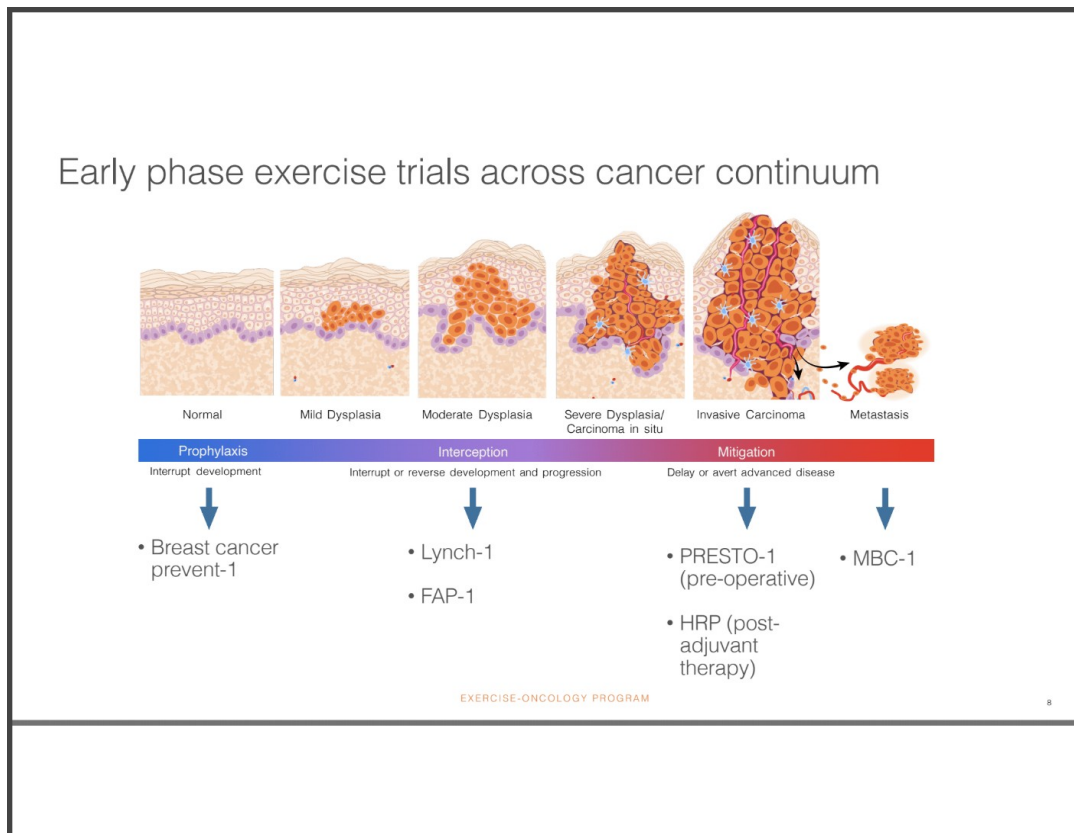 Early phase exercise trials across cancer continuum
Normal
Mild Dysplasia
Moderate Dysplasia
Severe Dysplasia/
Carcinoma in situ
Invasive Carcinoma
Metastasis
Prophylaxis
Interception
Mitigation
Interrupt development
Interrupt or reverse development and progression
Delay or avert advanced disease
• Breast cancer
prevent-1
• Lynch-1
• FAP-1
• PRESTO-1
(pre-operative)
• HRP (post-
adjuvant
therapy)
• MBC-1
EXERCISE-ONCOLOGY PROGRAM
8